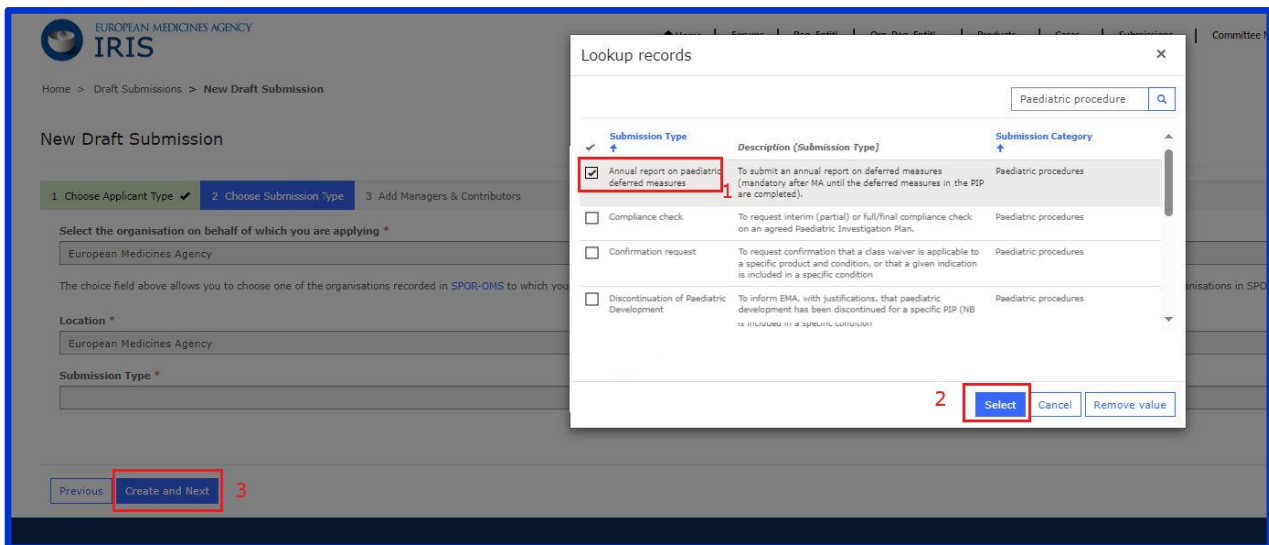 EUROPEAN MEDICINES AGENCY
IRIS
Home | Forums | Products | Cases | Submissions | Committee
Home > Draft Submissions > New Draft Submission
New Draft Submission
1 Choose Applicant Type ✔ 2 Choose Submission Type 3 Add Managers & Contributors
Select the organisation on behalf of which you are applying *
European Medicines Agency
The choice field above allows you to choose one of the organisations recorded in SPOR-OMS to which you
Location *
European Medicines Agency
Submission Type *
Previous Create and Next 3
Lookup records ×
Paediatric procedure
Submission Type
Description (Submission Type)
Submission Category
Annual report on paediatric
deferred measures
1
To submit an annual report on deferred measures
(mandatory after MA until the deferred measures in the PIP
are completed).
Paediatric procedures
Compliance check
To request interim (partial) or full/final compliance check
on an agreed Paediatric Investigation Plan.
Paediatric procedures
Confirmation request
To request confirmation that a class waiver is applicable to
a specific product and condition, or that a given indication
is included in a specific condition
Paediatric procedures
Discontinuation of Paediatric
Development
To inform EMA, with justifications, that paediatric
development has been discontinued for a specific PIP (NB
is included in a specific condition
Paediatric procedures
2 Select Cancel Remove value
anisations in SPO